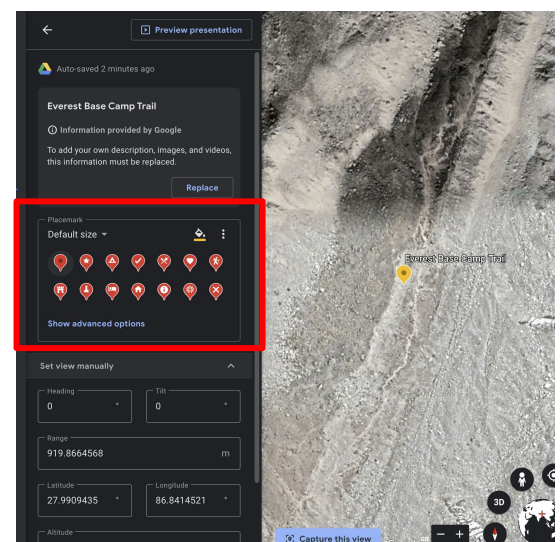 Preview presentation
Auto-saved 2 minutes ago
Everest Base Camp Trail
Information provided by Google
To add your own description, images, and videos,
this information must be replaced.
Replace
Placemark
Default size
Show advanced options
Set view manually
Heading
0 °
Tilt
0 °
Range
919.8664568 m
Latitude
27.9909435 °
Longitude
86.8414521 °
Altitude
Everest Base Camp Trail
3D
Capture this view
− +